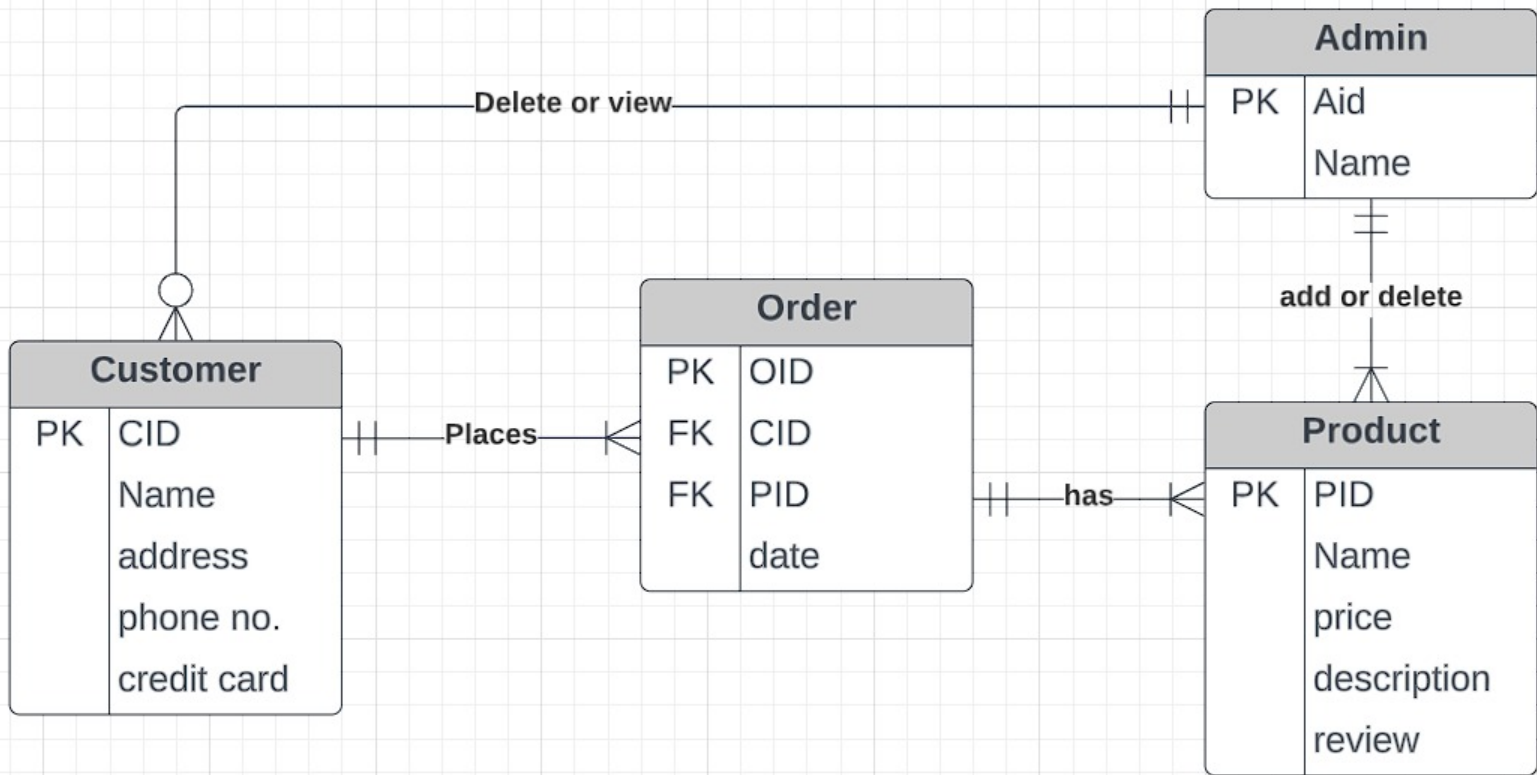 Admin
PK Aid
Name
Delete or view
add or delete
Customer
PK CID
Name
address
phone no.
credit card
Places
Order
PK OID
FK CID
FK PID
date
has
Product
PK PID
Name
price
description
review